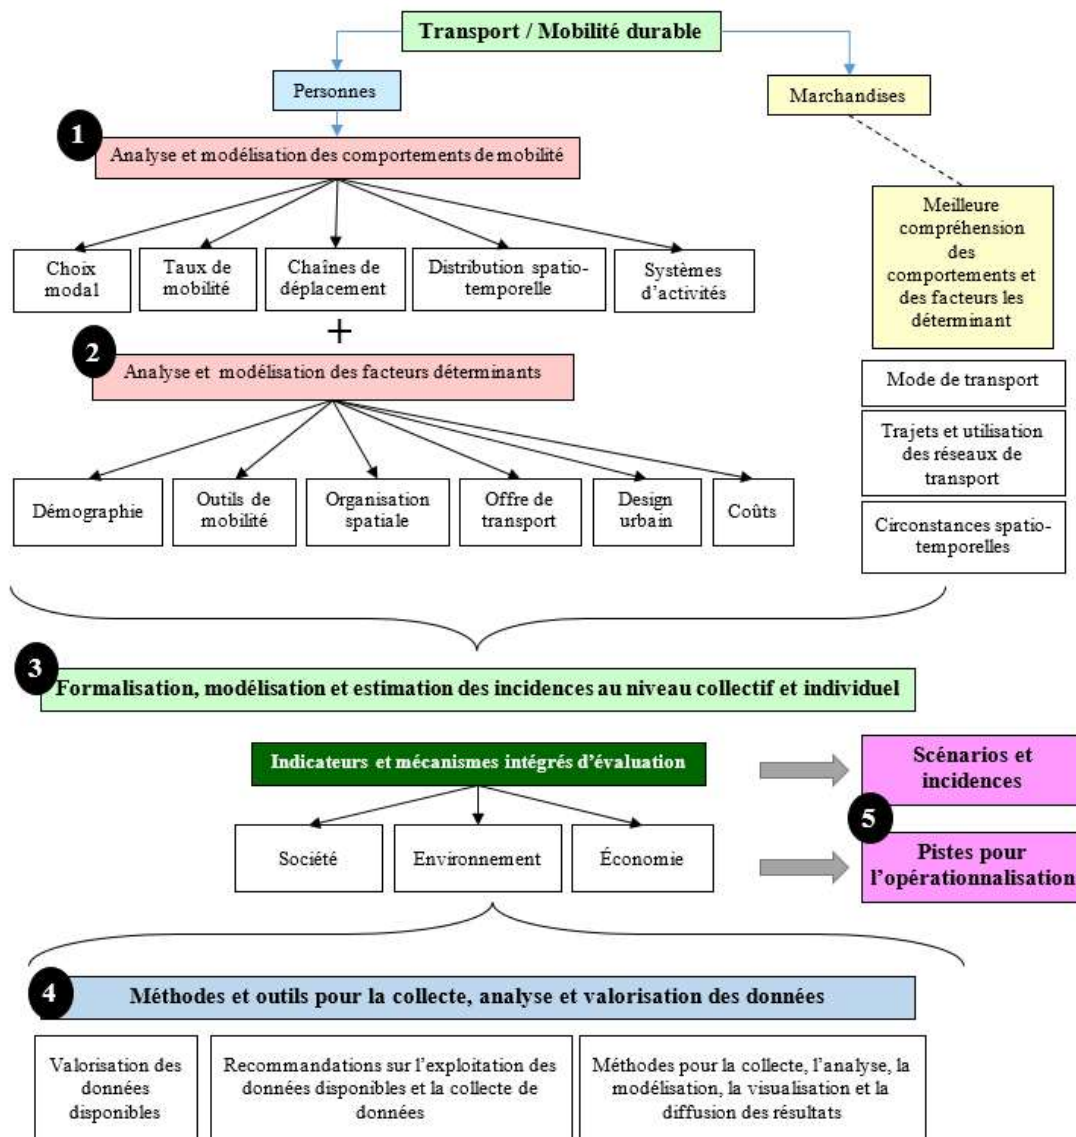 Transport / Mobilité durable
Personnes
Marchandises
1
Analyse et modélisation des comportements de mobilité
Choix
modal
Taux de
mobilité
Chaînes de
déplacement
Distribution spatio-
temporelle
Systèmes
d'activités
Meilleure
compréhension
des
comportements et
des facteurs les
déterminant
+
2
Analyse et modélisation des facteurs déterminants
Mode de transport
Trajets et utilisation
des réseaux de
transport
Circonstances spatio-
temporelles
Démographie
Outils de
mobilité
Organisation
spatiale
Offre de
transport
Design
urbain
Coûts
3
Formalisation, modélisation et estimation des incidences au niveau collectif et individuel
Indicateurs et mécanismes intégrés d'évaluation
Société
Environnement
Économie
Scénarios et
incidences
5
Pistes pour
l'opérationnalisation
4
Méthodes et outils pour la collecte, analyse et valorisation des données
Valorisation des
données
disponibles
Recommandations sur l'exploitation des
données disponibles et la collecte de
données
Méthodes pour la collecte, l'analyse, la
modélisation, la visualisation et la
diffusion des résultats